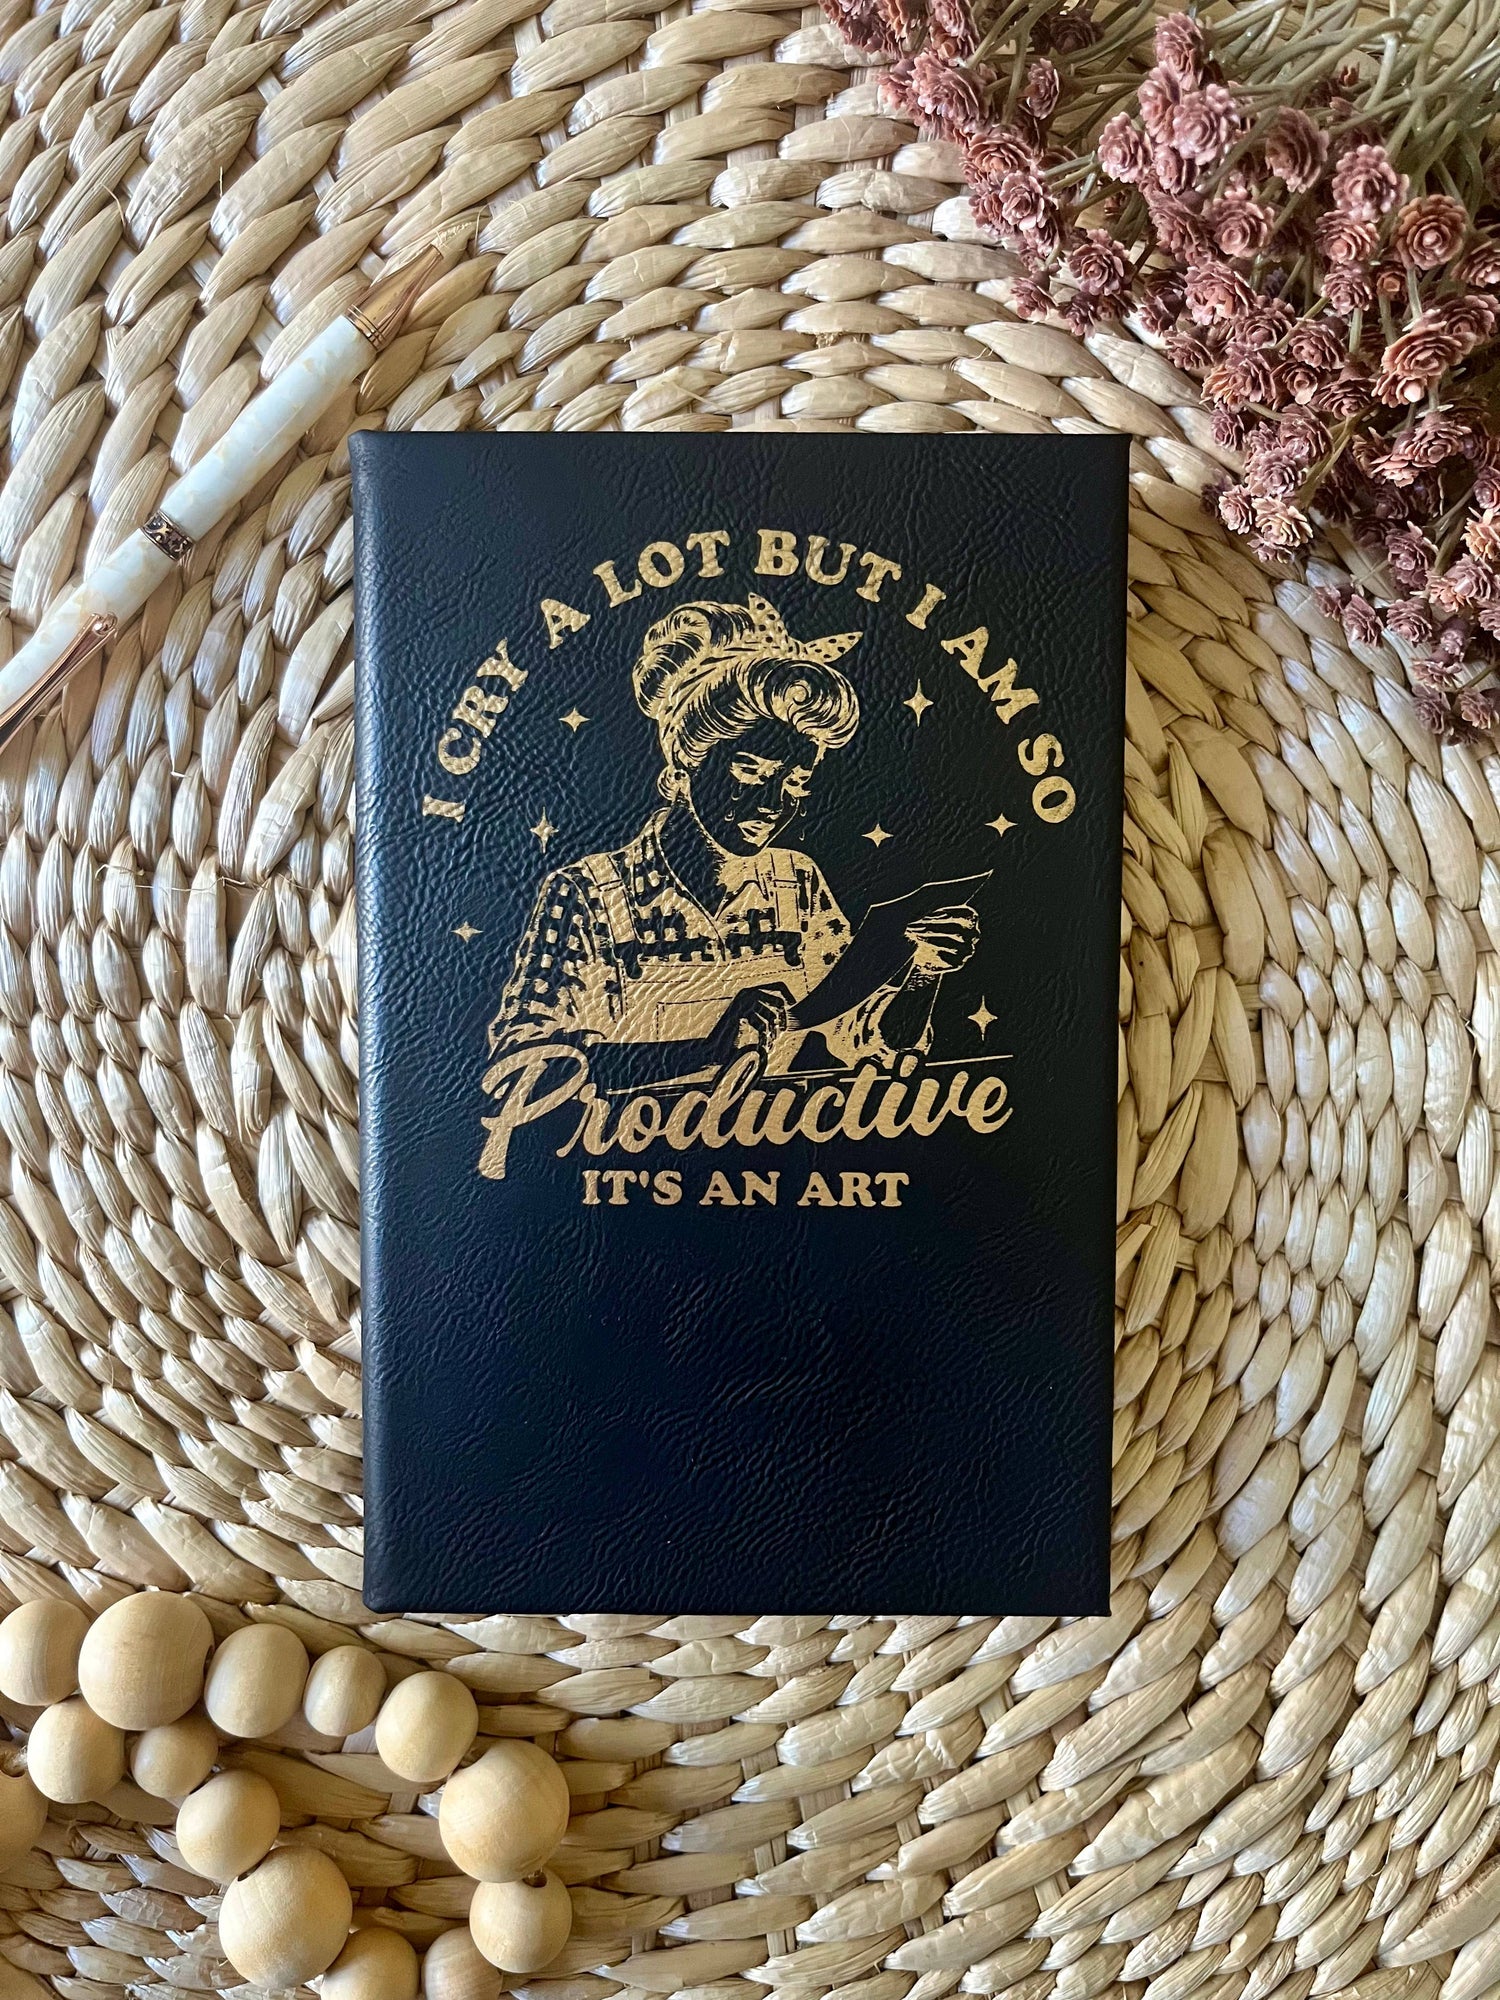 I CRY A LOT BUT I AM SO
Productive
IT'S AN ART